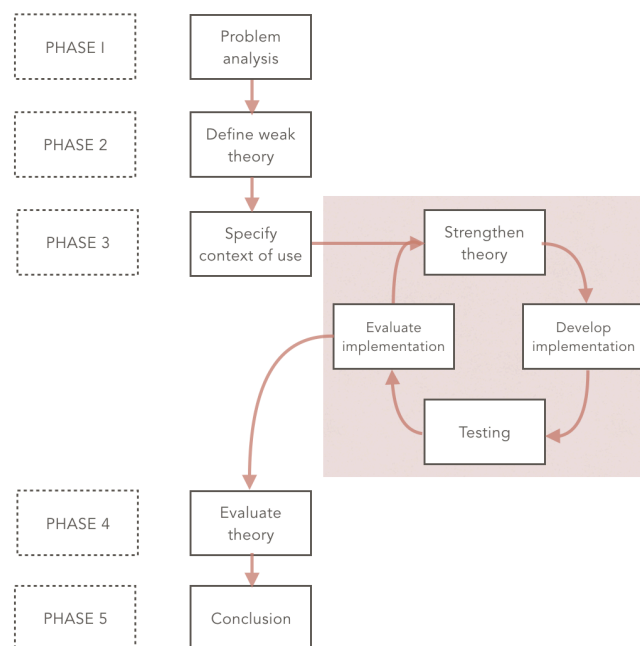 PHASE I
Problem
analysis
PHASE 2
Define weak
theory
PHASE 3
Specify
context of use
Strengthen
theory
Evaluate
implementation
Develop
implementation
Testing
PHASE 4
Evaluate
theory
PHASE 5
Conclusion